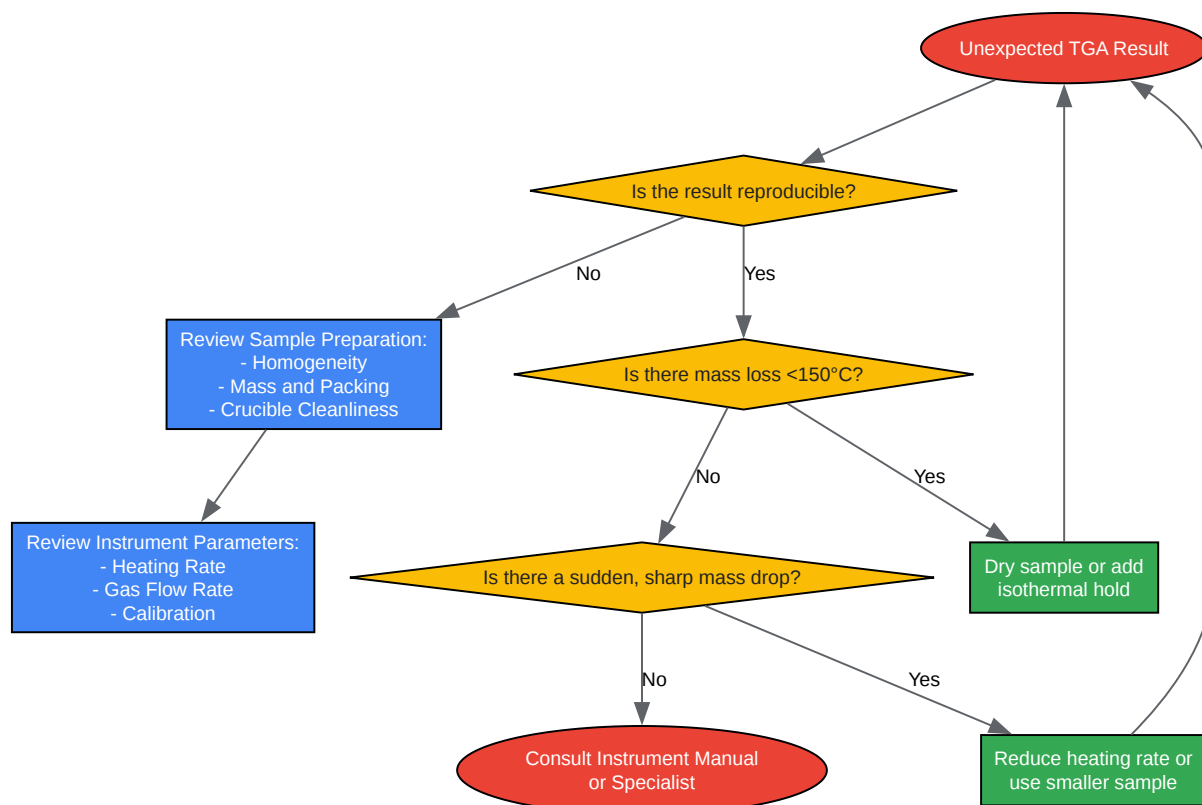 Unexpected TGA Result
Is the result reproducible?
No
Yes
Review Sample Preparation:
- Homogeneity
- Mass and Packing
- Crucible Cleanliness
Is there mass loss <150°C?
No
Yes
Review Instrument Parameters:
- Heating Rate
- Gas Flow Rate
- Calibration
Is there a sudden, sharp mass drop?
Dry sample or add
isothermal hold
No
Yes
Consult Instrument Manual
or Specialist
Reduce heating rate or
use smaller sample